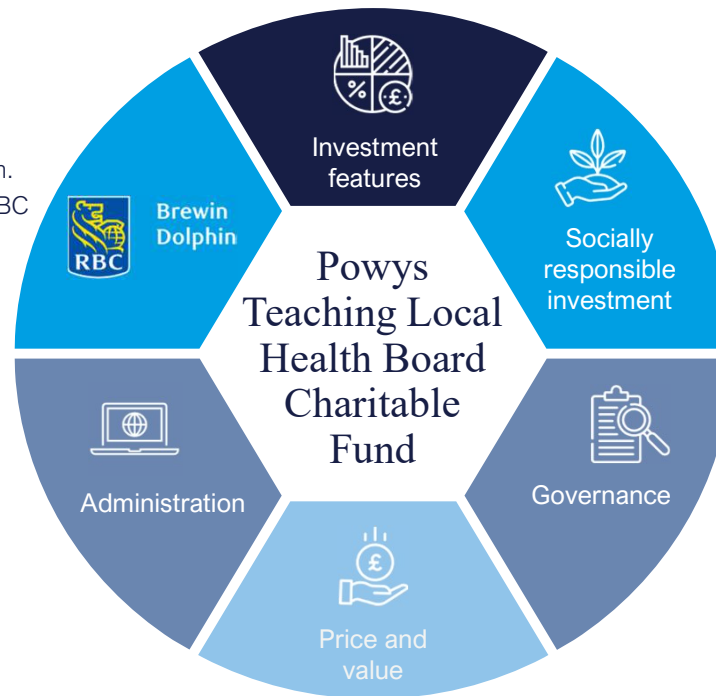 Investment
features
n.
BC
RBC
Brewin
Dolphin
Socially
responsible
investment
Powys
Teaching Local
Health Board
Charitable
Fund
%
£
Administration
Governance
£
Price and
value